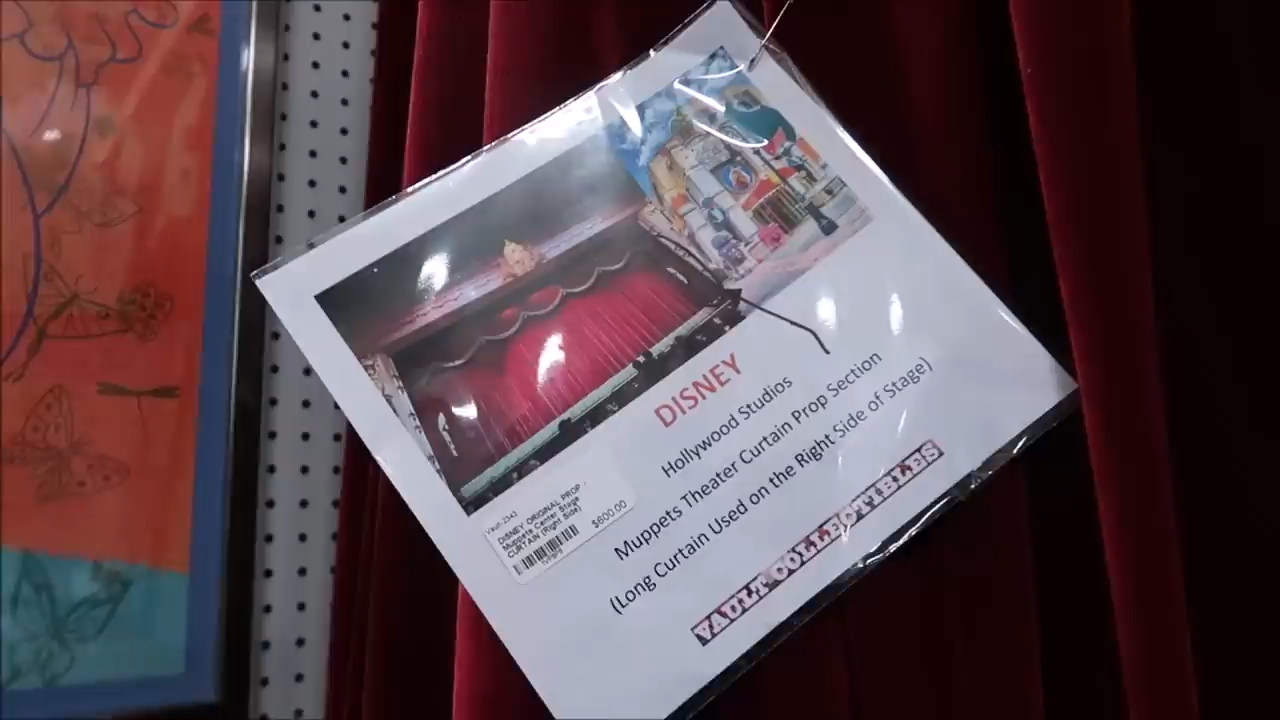 DISNEY
Hollywood Studios
Muppets Theater Curtain Prop Section
(Long Curtain Used on the Right Side of Stage)
VAULT COLLECTIBLES
DISNEY ORIGINAL PROP -
Muppets Center Stage
CURTAIN (Right Side)
$600.00